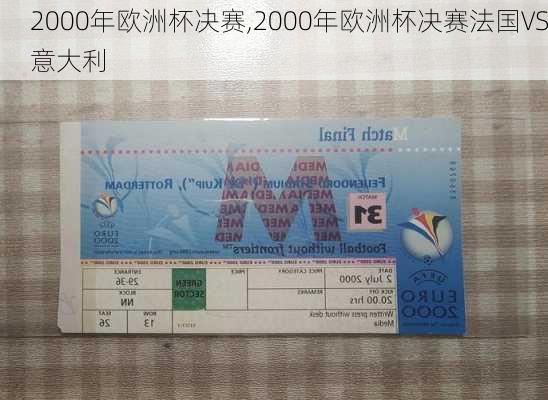 2000年欧洲杯决赛,2000年欧洲杯决赛法国VS
意大利
Match Final
FEIJENOORD STADIUM ("DE KUIP"), ROTTERDAM
MEDIA
MATCH
31
Football without frontiers
EURO
2000
UEFA
EURO
2000
DATE
PRICE CATEGORY
PRICE
ENTRANCE
2 July 2000
GREEN
SECTOR
29-36
KICK OFF
REMARKS
BLOCK
20.00 hrs
NN
Written press without desk
Media
ROW
SEAT
13
26